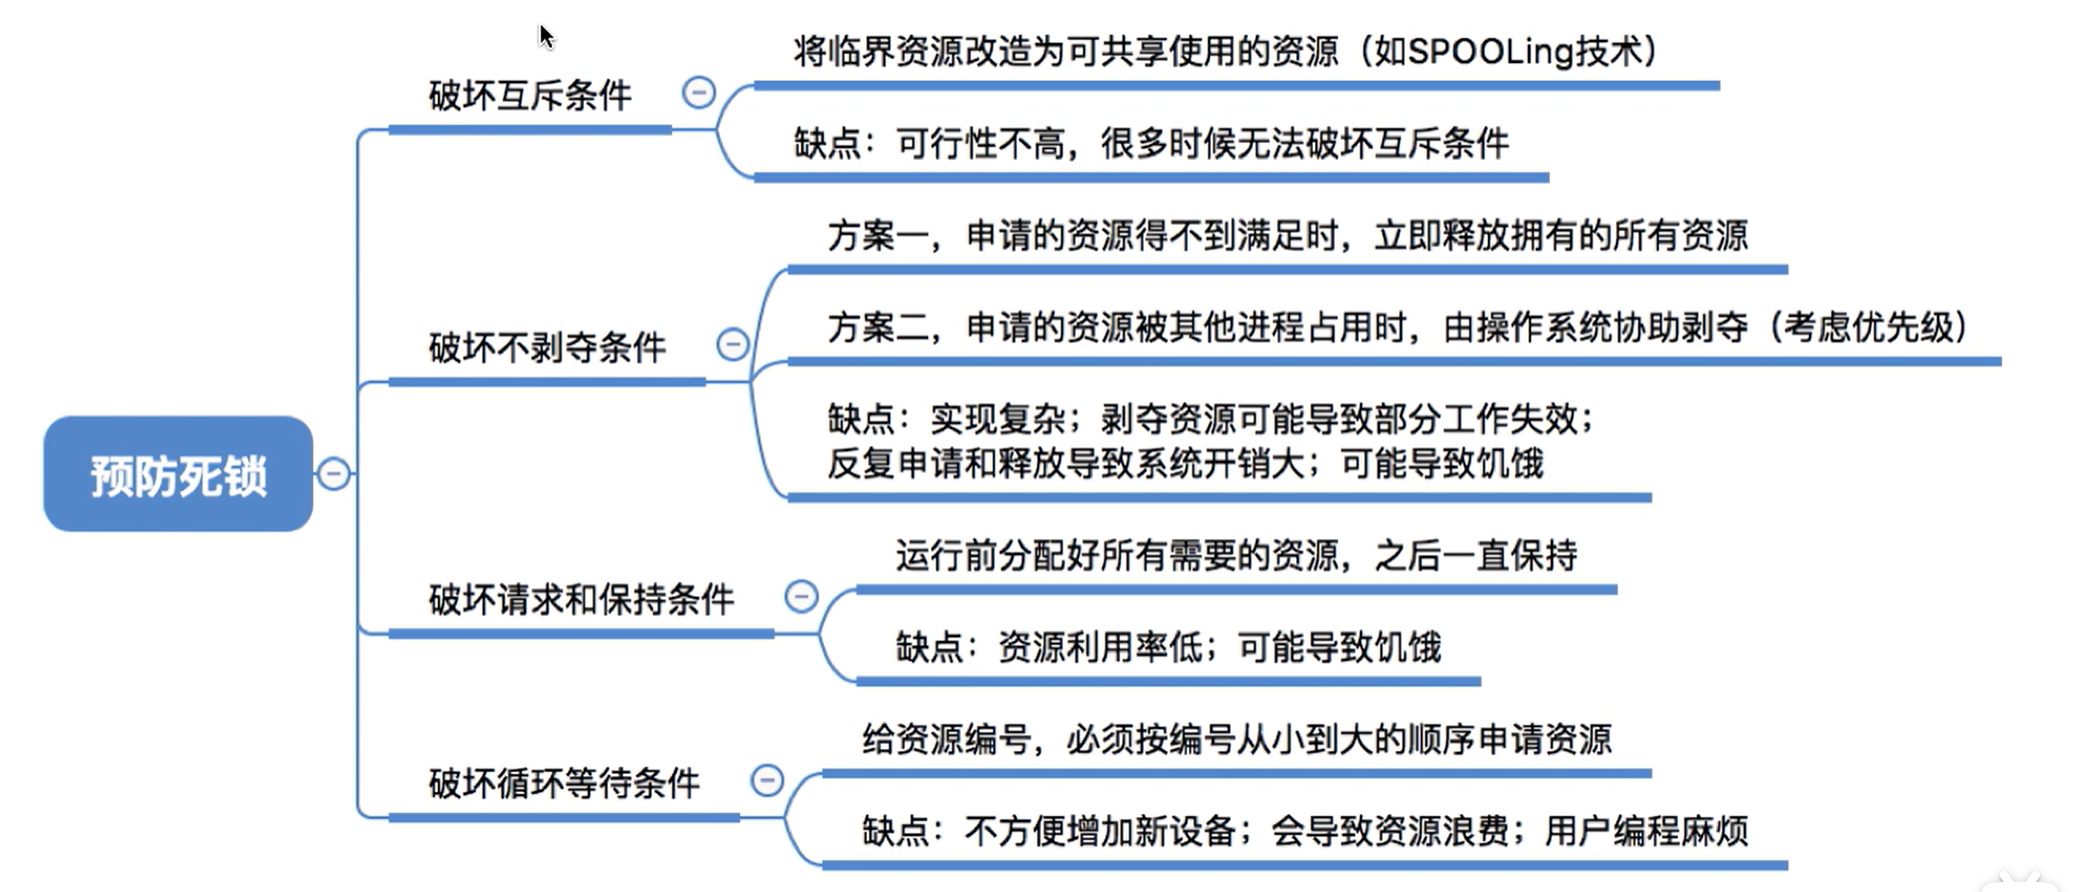 将临界资源改造为可共享使用的资源（如SPOOLing技术）
破坏互斥条件
缺点：可行性不高，很多时候无法破坏互斥条件
方案一，申请的资源得不到满足时，立即释放拥有的所有资源
方案二，申请的资源被其他进程占用时，由操作系统协助剥夺（考虑优先级）
破坏不剥夺条件
缺点：实现复杂；剥夺资源可能导致部分工作失效；
反复申请和释放导致系统开销大；可能导致饥饿
预防死锁
运行前分配好所有需要的资源，之后一直保持
破坏请求和保持条件
缺点：资源利用率低；可能导致饥饿
给资源编号，必须按编号从小到大的顺序申请资源
破坏循环等待条件
缺点：不方便增加新设备；会导致资源浪费；用户编程麻烦